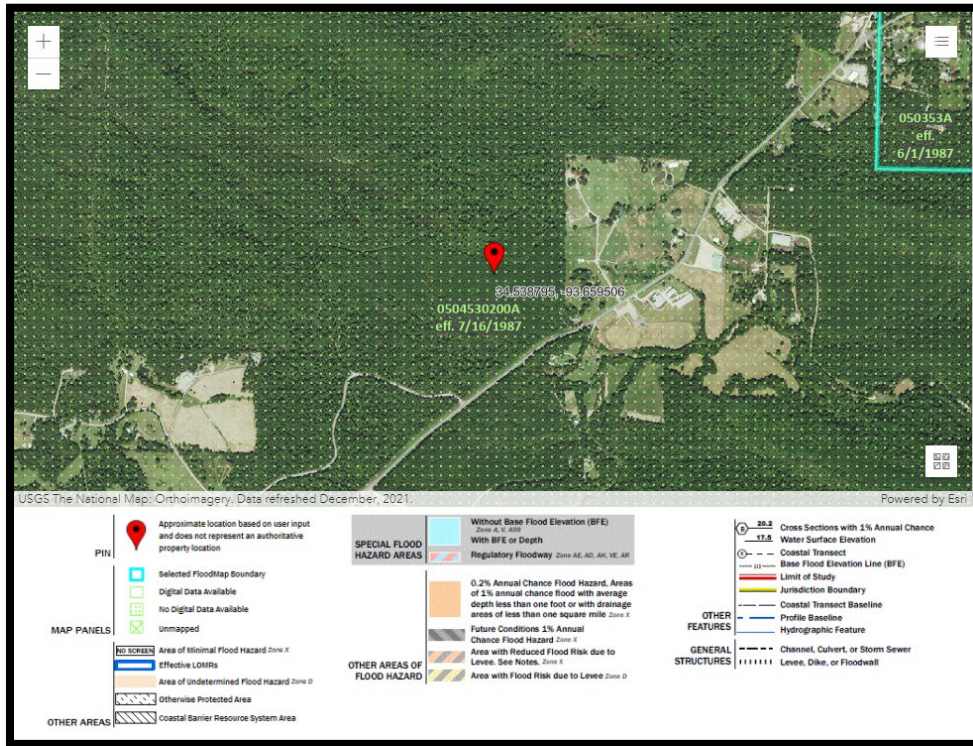 050353A
eff.
6/1/1987
34.538795, -93.659506
0504530200A
eff. 7/16/1987
USGS The National Map: Orthoimagery. Data refreshed December, 2021.
Powered by Esri
PIN
Approximate location based on user input
and does not represent an authoritative
property location
MAP PANELS
Selected FloodMap Boundary
Digital Data Available
No Digital Data Available
Unmapped
OTHER AREAS
NO SCREEN Area of Minimal Flood Hazard Zone X
Effective LOMRs
Area of Undetermined Flood Hazard Zone D
Otherwise Protected Area
Coastal Barrier Resource System Area
SPECIAL FLOOD
HAZARD AREAS
Without Base Flood Elevation (BFE)
Zone A, V, A99
With BFE or Depth
Regulatory Floodway Zone AE, AO, AH, VE, AR
OTHER AREAS OF
FLOOD HAZARD
0.2% Annual Chance Flood Hazard, Areas
of 1% annual chance flood with average
depth less than one foot or with drainage
areas of less than one square mile Zone X
Future Conditions 1% Annual
Chance Flood Hazard Zone X
Area with Reduced Flood Risk due to
Levee. See Notes. Zone X
Area with Flood Risk due to Levee Zone D
OTHER
FEATURES
20.2 Cross Sections with 1% Annual Chance
17.5 Water Surface Elevation
Coastal Transect
Base Flood Elevation Line (BFE)
Limit of Study
Jurisdiction Boundary
Coastal Transect Baseline
Profile Baseline
Hydrographic Feature
GENERAL
STRUCTURES
Channel, Culvert, or Storm Sewer
Levee, Dike, or Floodwall